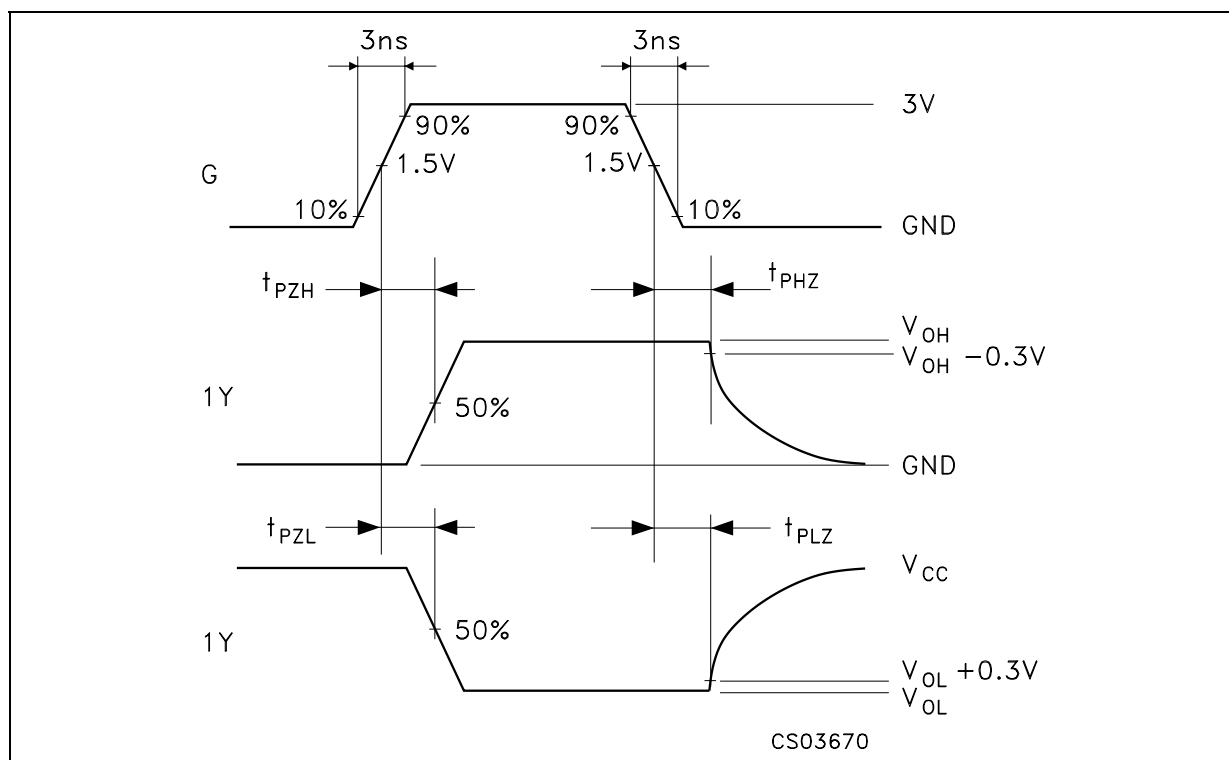 3ns 3ns
3V
90% 90%
1.5V 1.5V
G
10% 10%
GND
tPZH tPHZ
VOH
VOH -0.3V
1Y
50%
GND
tPZL tPLZ
VCC
50%
1Y
VOL +0.3V
VOL
CS03670